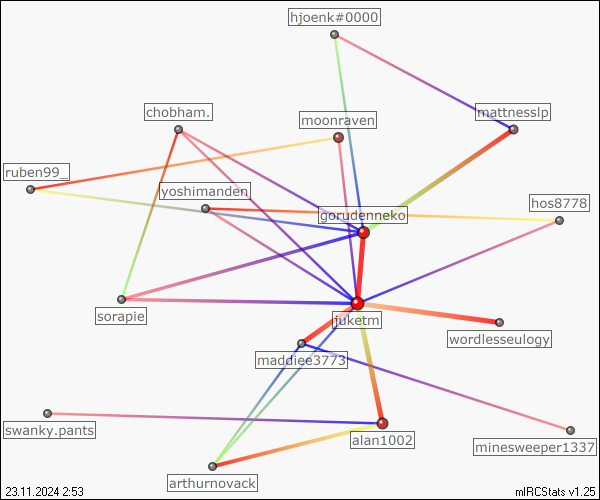 hjoenk#0000
chobham.
mattnesslp
moonraven
ruben99_
yoshimanden
hos8778
gorudenneko
sorapie
juketm
wordlesseulogy
maddiee3773
swanky.pants
alan1002
minesweeper1337
arthurnovack
23.11.2024 2:53
mIRCStats v1.25